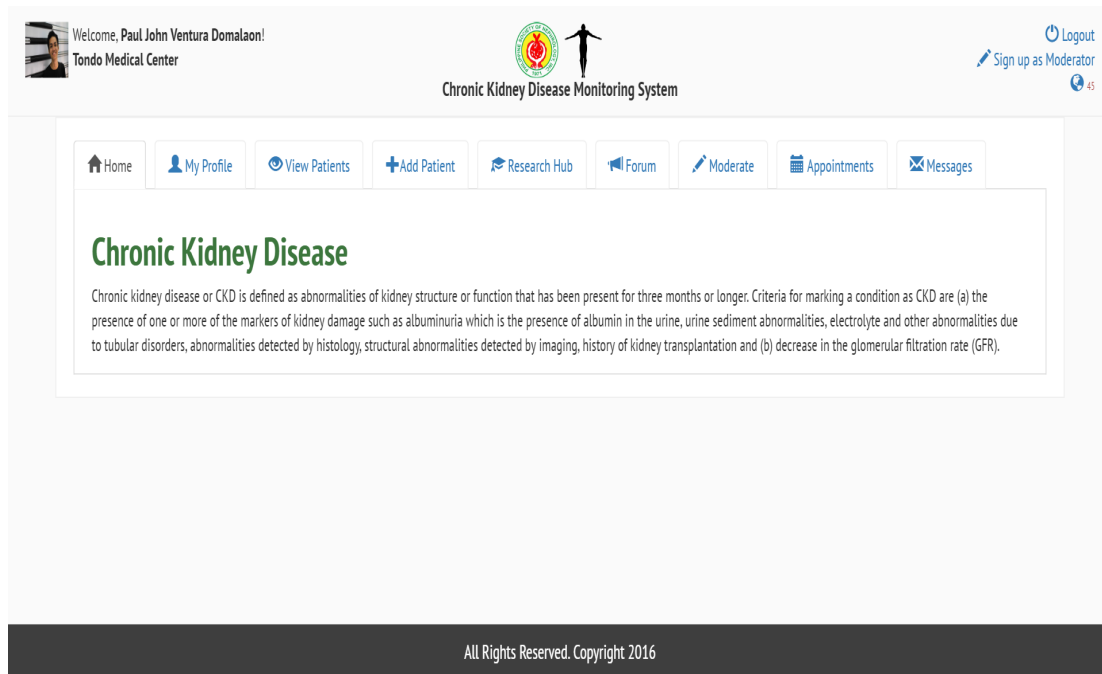 Welcome, Paul John Ventura Domalaon!
Tondo Medical Center
Chronic Kidney Disease Monitoring System
Logout
Sign up as Moderator
45
Home
My Profile
View Patients
Add Patient
Research Hub
Forum
Moderate
Appointments
Messages
Chronic Kidney Disease
Chronic kidney disease or CKD is defined as abnormalities of kidney structure or function that has been present for three months or longer. Criteria for marking a condition as CKD are (a) the
presence of one or more of the markers of kidney damage such as albuminuria which is the presence of albumin in the urine, urine sediment abnormalities, electrolyte and other abnormalities due
to tubular disorders, abnormalities detected by histology, structural abnormalities detected by imaging, history of kidney transplantation and (b) decrease in the glomerular filtration rate (GFR).
All Rights Reserved. Copyright 2016